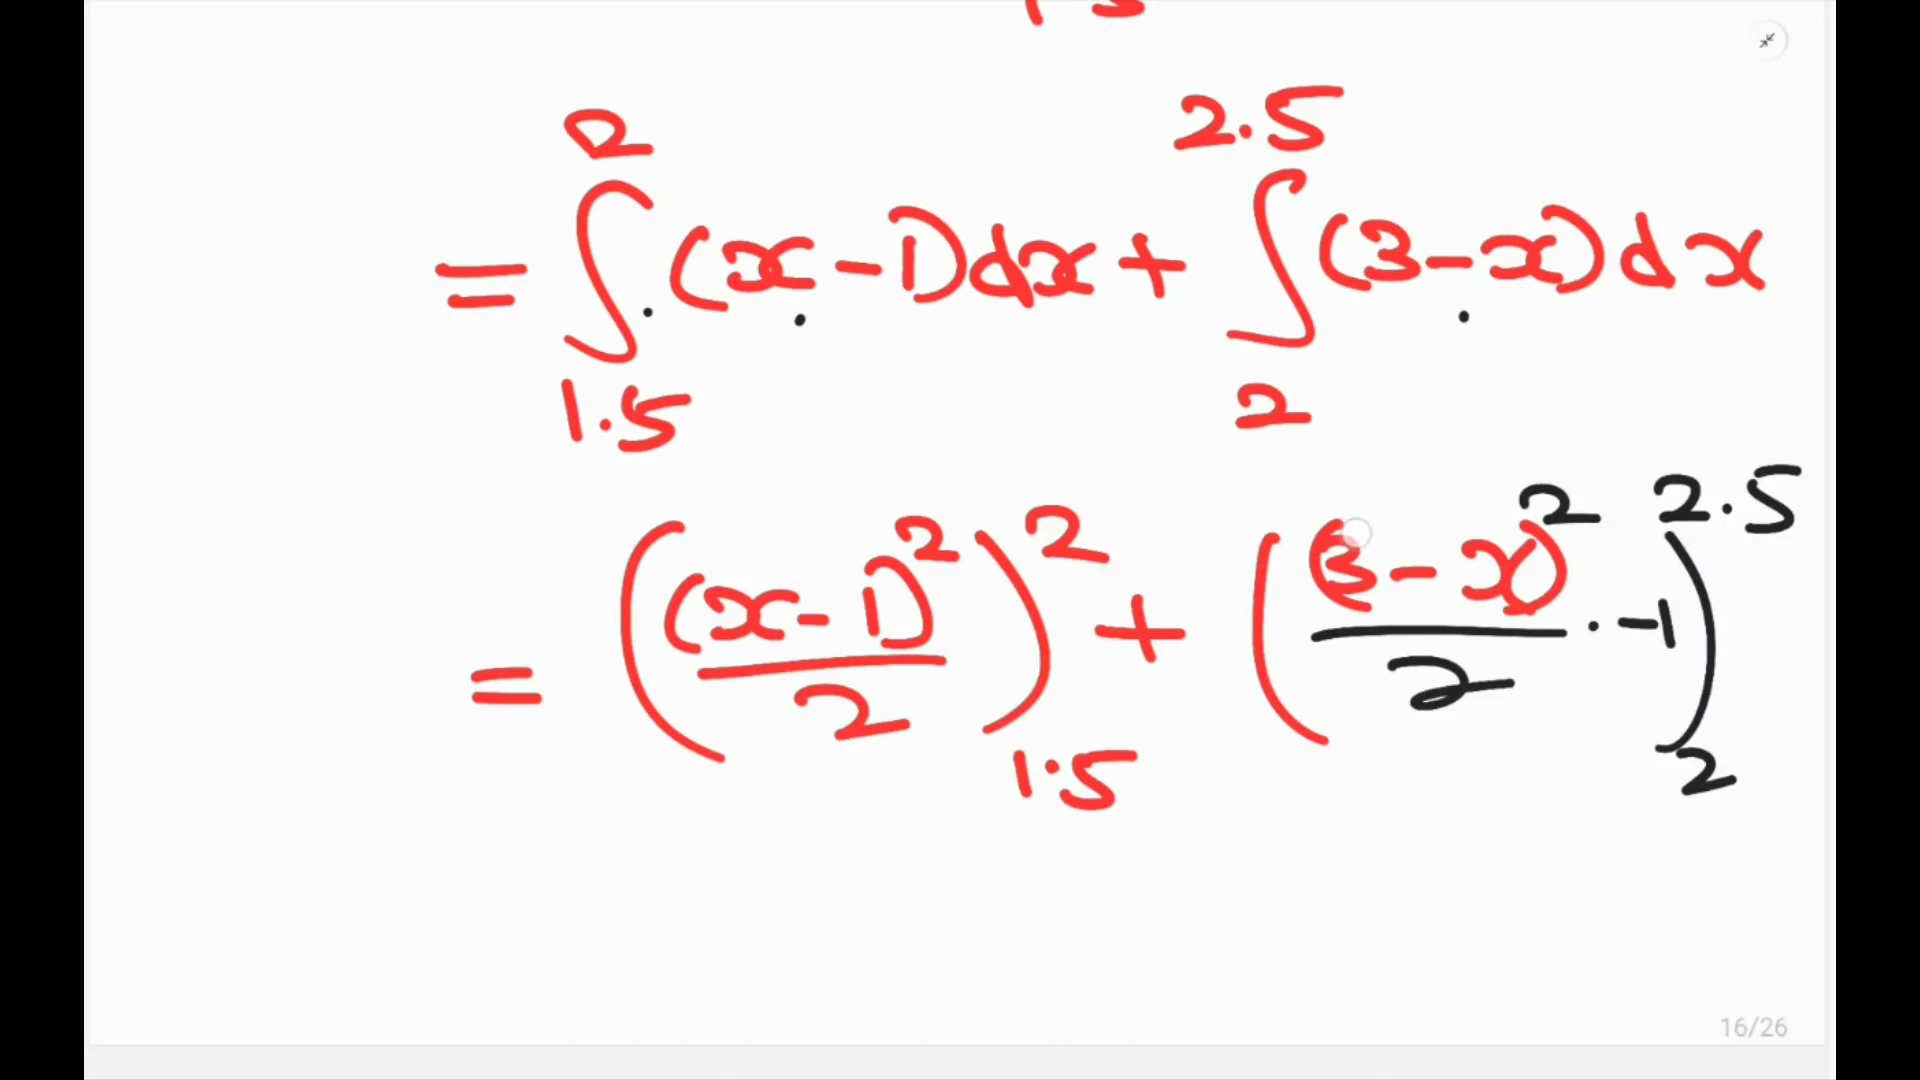 2 2.5
= ∫ (x-1)dx + ∫ (3-x)dx
1.5 2
= ((x-1)²/2)² + ((3-x)²/2 · -1)2.5
1.5 2
16/26